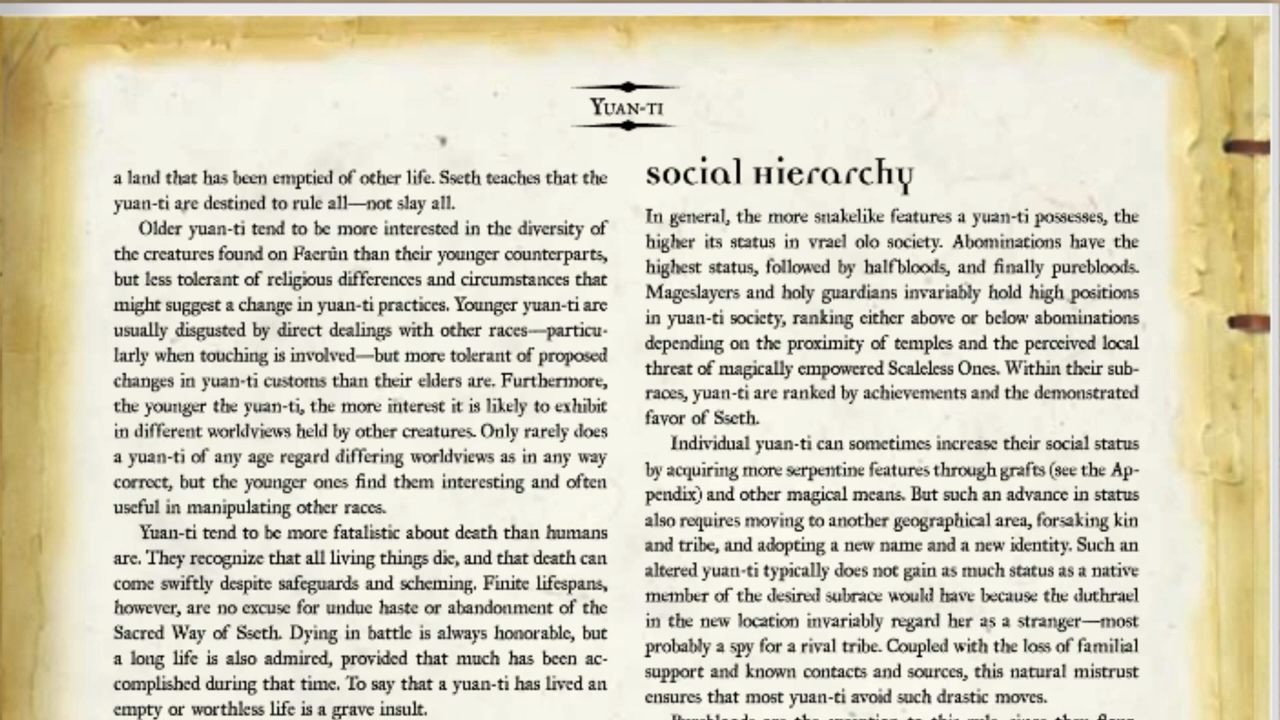 Yuan-ti
a land that has been emptied of other life. Sseth teaches that the
yuan-ti are destined to rule all—not slay all.
Older yuan-ti tend to be more interested in the diversity of
the creatures found on Faerûn than their younger counterparts,
but less tolerant of religious differences and circumstances that
might suggest a change in yuan-ti practices. Younger yuan-ti are
usually disgusted by direct dealings with other races—particu-
larly when touching is involved—but more tolerant of proposed
changes in yuan-ti customs than their elders are. Furthermore,
the younger the yuan-ti, the more interest it is likely to exhibit
in different worldviews held by other creatures. Only rarely does
a yuan-ti of any age regard differing worldviews as in any way
correct, but the younger ones find them interesting and often
useful in manipulating other races.
Yuan-ti tend to be more fatalistic about death than humans
are. They recognize that all living things die, and that death can
come swiftly despite safeguards and scheming. Finite lifespans,
however, are no excuse for undue haste or abandonment of the
Sacred Way of Sseth. Dying in battle is always honorable, but
a long life is also admired, provided that much has been ac-
complished during that time. To say that a yuan-ti has lived an
empty or worthless life is a grave insult.
social Hierarchy
In general, the more snakelike features a yuan-ti possesses, the
higher its status in vrael olo society. Abominations have the
highest status, followed by halfbloods, and finally purebloods.
Mageslayers and holy guardians invariably hold high positions
in yuan-ti society, ranking either above or below abominations
depending on the proximity of temples and the perceived local
threat of magically empowered Scaleless Ones. Within their sub-
races, yuan-ti are ranked by achievements and the demonstrated
favor of Sseth.
Individual yuan-ti can sometimes increase their social status
by acquiring more serpentine features through grafts (see the Ap-
pendix) and other magical means. But such an advance in status
also requires moving to another geographical area, forsaking kin
and tribe, and adopting a new name and a new identity. Such an
altered yuan-ti typically does not gain as much status as a native
member of the desired subrace would have because the duthrael
in the new location invariably regard her as a stranger—most
probably a spy for a rival tribe. Coupled with the loss of familial
support and known contacts and sources, this natural mistrust
ensures that most yuan-ti avoid such drastic moves.
Purebloods are the exception to this rule, since they